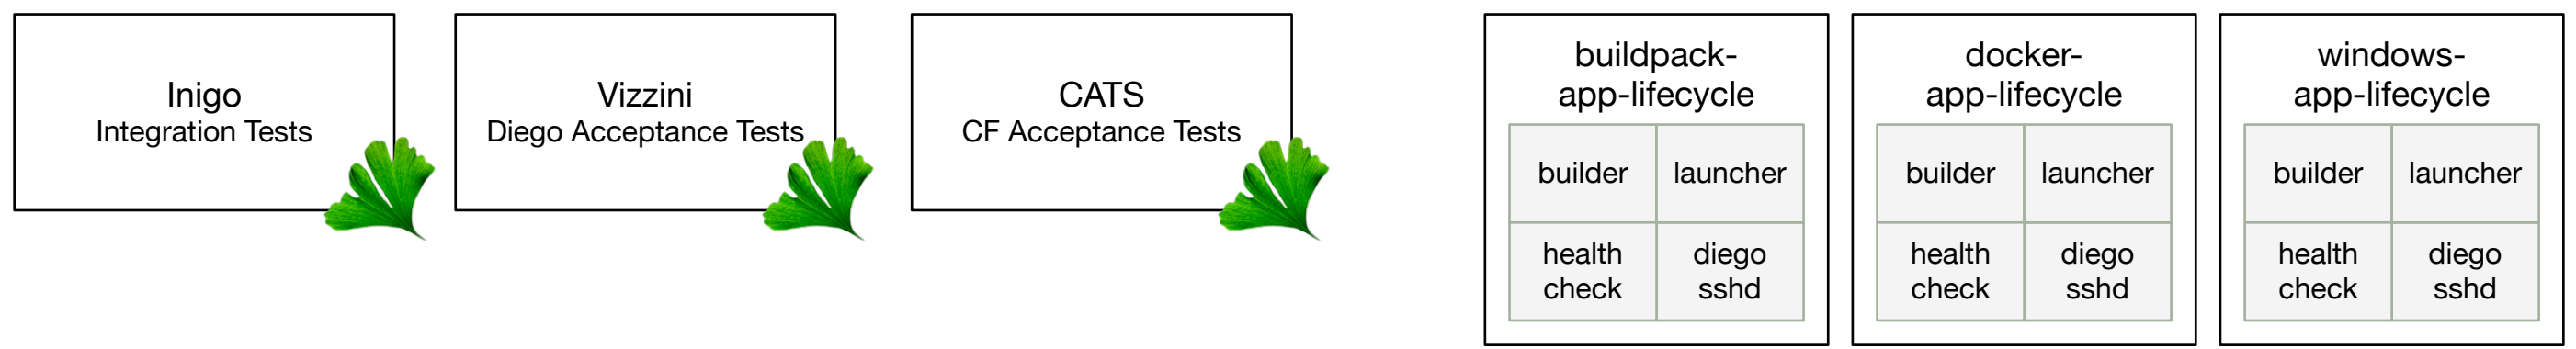 Inigo
Integration Tests
Vizzini
Diego Acceptance Tests
CATS
CF Acceptance Tests
buildpack-
app-lifecycle
builder
launcher
health
check
diego
sshd
docker-
app-lifecycle
builder
launcher
health
check
diego
sshd
windows-
app-lifecycle
builder
launcher
health
check
diego
sshd